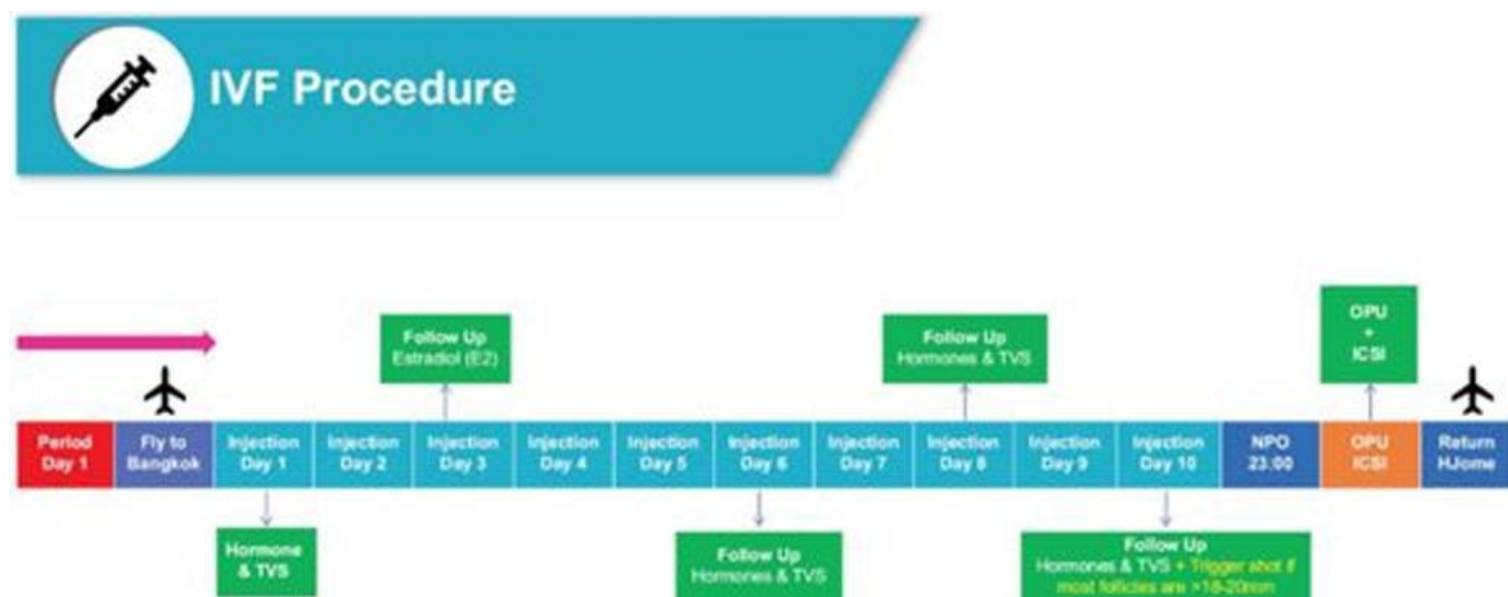 IVF Procedure
Follow Up
Estradiol (E2)
Follow Up
Hormones & TVS
OPU
+
ICSI
Period
Day 1
Fly to
Bangkok
Injection
Day 1
Injection
Day 2
Injection
Day 3
Injection
Day 4
Injection
Day 5
Injection
Day 6
Injection
Day 7
Injection
Day 8
Injection
Day 9
Injection
Day 10
NPO
23:00
OPU
ICSI
Return
HJome
Hormone
& TVS
Follow Up
Hormones & TVS
Follow Up
Hormones & TVS + Trigger shot if
most follicles are >18-20mm